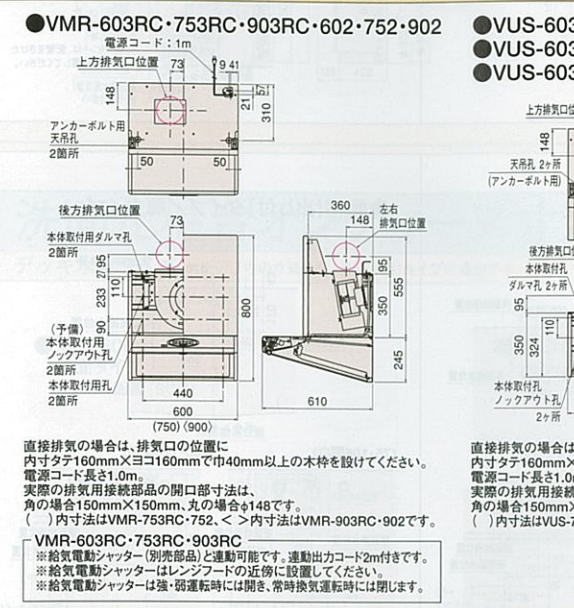 ●VMR-603RC・753RC・903RC・602・752・902
電源コード：1m
上方排気口位置
73
9 41
57
21
310
148
アンカーボルト用
天吊孔
2箇所
50
50
後方排気口位置
73
本体取付用ダルマ孔
2箇所
95
27
110
233
90
(予備)
本体取付用
ノックアウト孔
2箇所
本体取付用孔
2箇所
800
440
600
(750)〈900〉
360
148
左右
排気口位置
95
555
350
245
610
直接排気の場合は、排気口の位置に
内寸タテ160mm×ヨコ160mmで巾40mm以上の木枠を設けてください。
電源コード長さ1.0m。
実際の排気用接続部品の開口部寸法は、
角の場合150mm×150mm、丸の場合φ148です。
( )内寸法はVMR-753RC・752、< >内寸法はVMR-903RC・902です。
VMR-603RC・753RC・903RC
※給気電動シャッター(別売部品)と連動可能です。連動出力コード2m付きです。
※給気電動シャッターはレンジフードの近傍に設置してください。
※給気電動シャッターは強・弱運転時には開き、常時換気運転時には閉じます。
●VUS-603
●VUS-603
●VUS-603
上方排気口位
148
天吊孔 2ヶ所
(アンカーボルト用)
後方排気口位
本体取付孔
ダルマ孔 2ヶ所
95
110
350
324
本体取付孔
ノックアウト孔
2ヶ所
直接排気の場合は
内寸タテ160mm×
電源コード長さ1.0m
実際の排気用接続
角の場合150mm×
( )内寸法はVUS-7